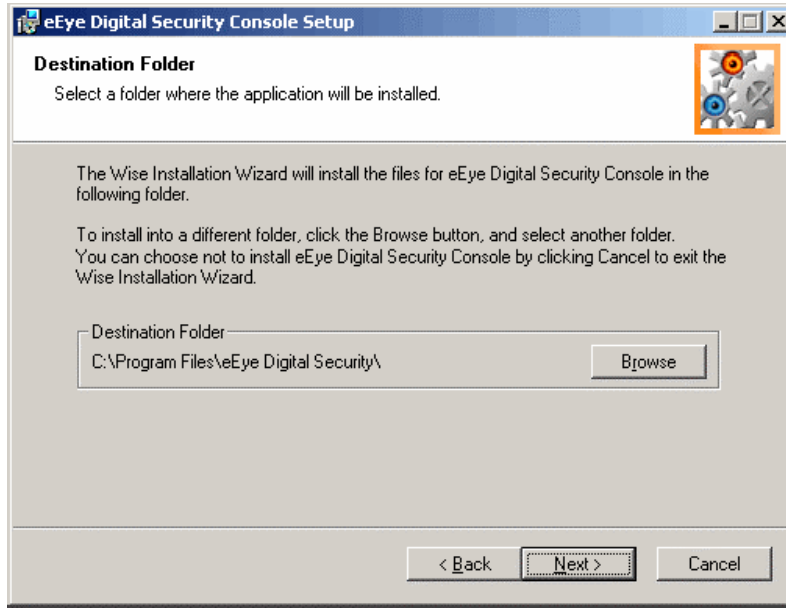 eEye Digital Security Console Setup
Destination Folder
Select a folder where the application will be installed.
The Wise Installation Wizard will install the files for eEye Digital Security Console in the
following folder.
To install into a different folder, click the Browse button, and select another folder.
You can choose not to install eEye Digital Security Console by clicking Cancel to exit the
Wise Installation Wizard.
Destination Folder
C:\Program Files\eEye Digital Security\
Browse
< Back
Next >
Cancel